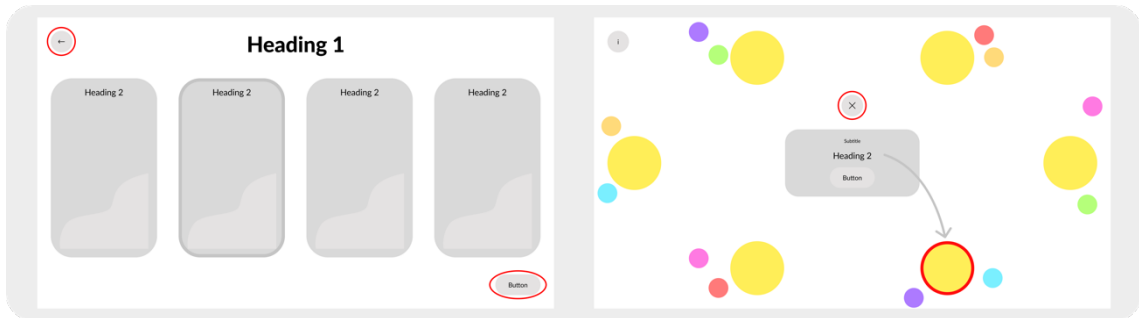 ←
Heading 1
Heading 2
Heading 2
Heading 2
Heading 2
Button
i
×
Subtitle
Heading 2
Button